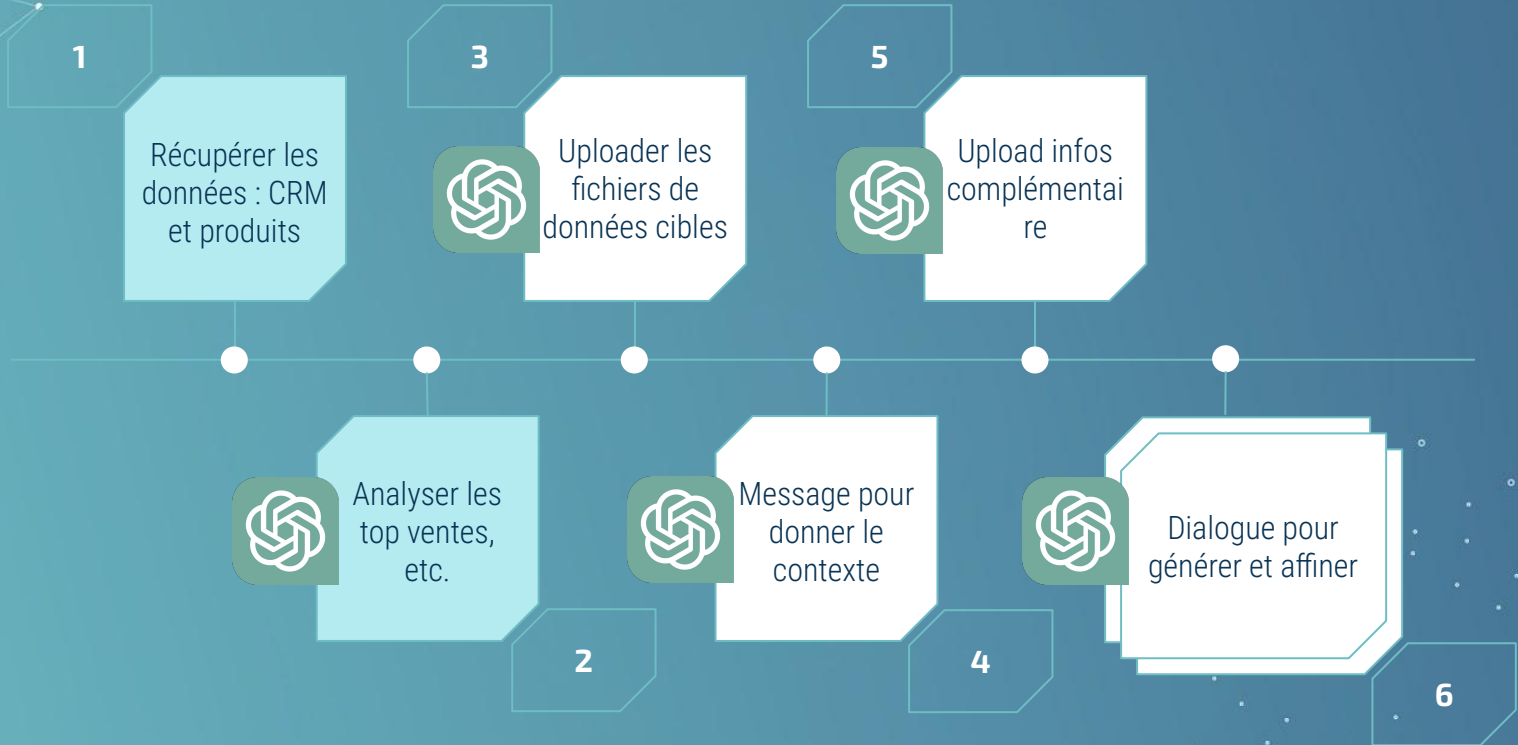 1
Récupérer les
données : CRM
et produits
2
Analyser les
top ventes,
etc.
3
Uploader les
fichiers de
données cibles
4
Message pour
donner le
contexte
5
Upload infos
complémentai
re
6
Dialogue pour
générer et affiner